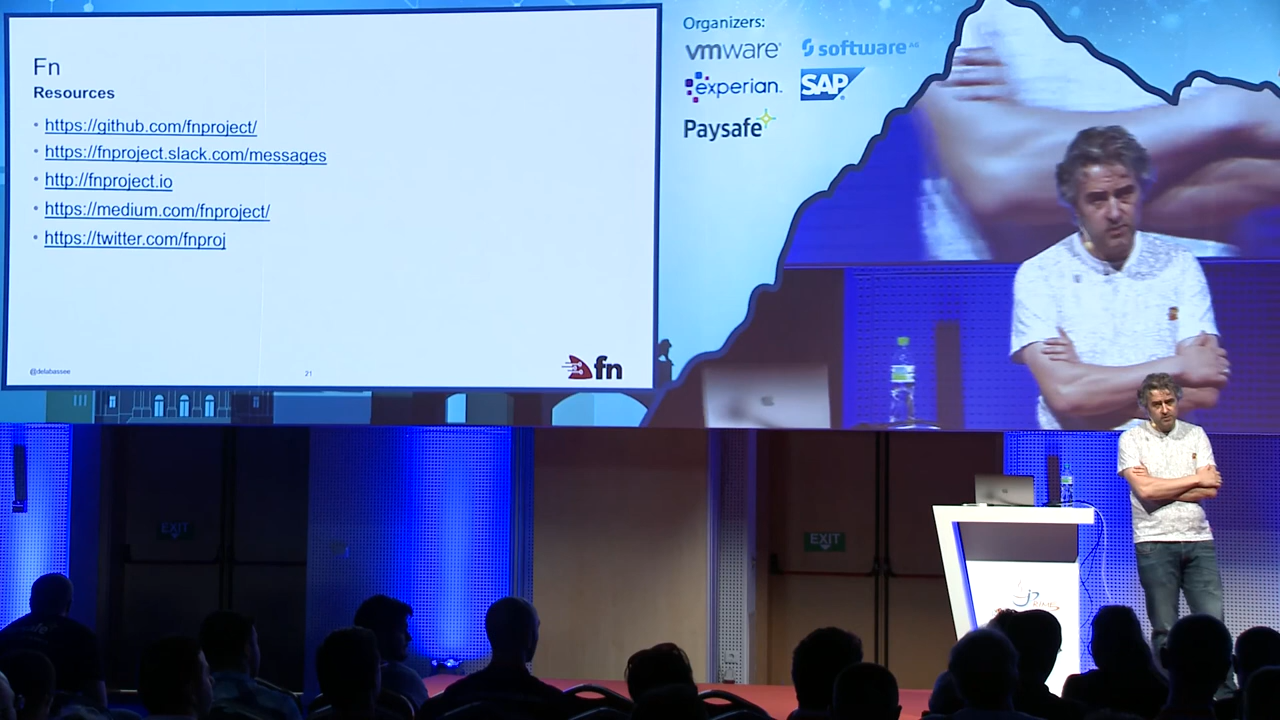 Fn
Resources
• https://github.com/fnproject/
• https://fnproject.slack.com/messages
• http://fnproject.io
• https://medium.com/fnproject/
• https://twitter.com/fnproj
@delabassee
21
fn
Organizers:
vmware
software AG
experian.
SAP
Paysafe
EXIT
EXIT